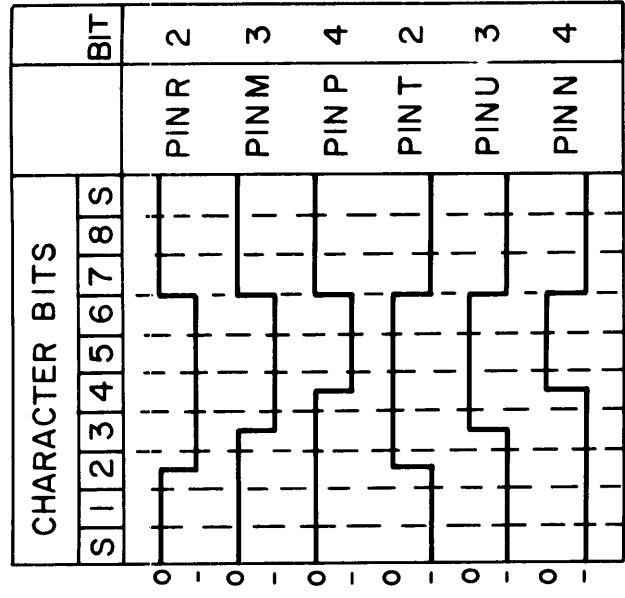 CHARACTER BITS
S 1 2 3 4 5 6 7 8 S BIT
0 PIN R 2
1
0 PIN M 3
1
0 PIN P 4
1
0 PIN T 2
1
0 PIN U 3
1
0 PIN N 4
1